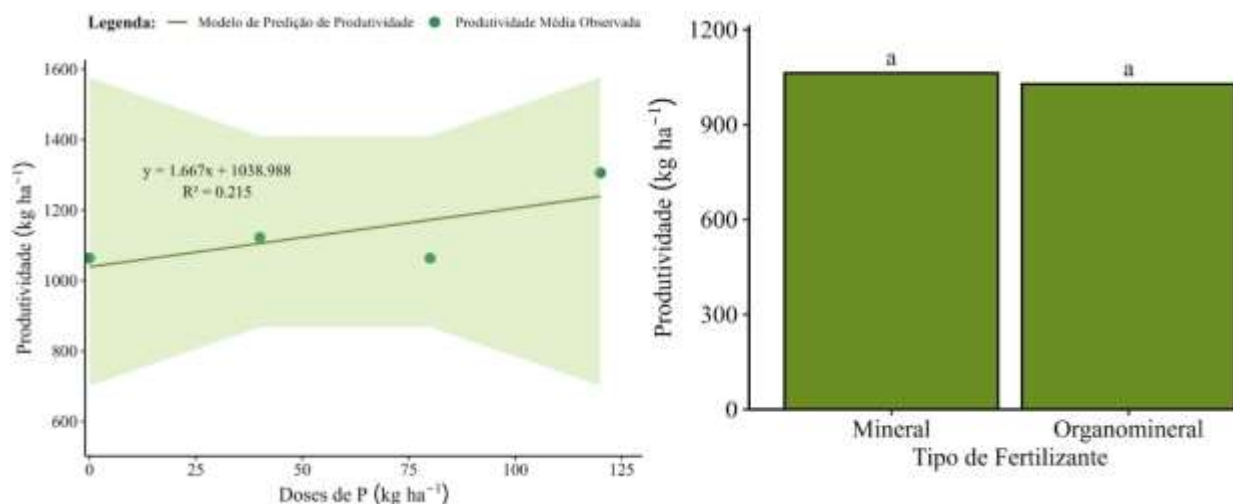 Legenda: Modelo de Predição de Produtividade Produtividade Média Observada
Produtividade (kg ha⁻¹)
1600
1400
1200
1000
800
600
y = 1.667x + 1038.988
R² = 0.215
0 25 50 75 100 125
Doses de P (kg ha⁻¹)
Produtividade (kg ha⁻¹)
1200
900
600
300
0
a a
Mineral Organomineral
Tipo de Fertilizante